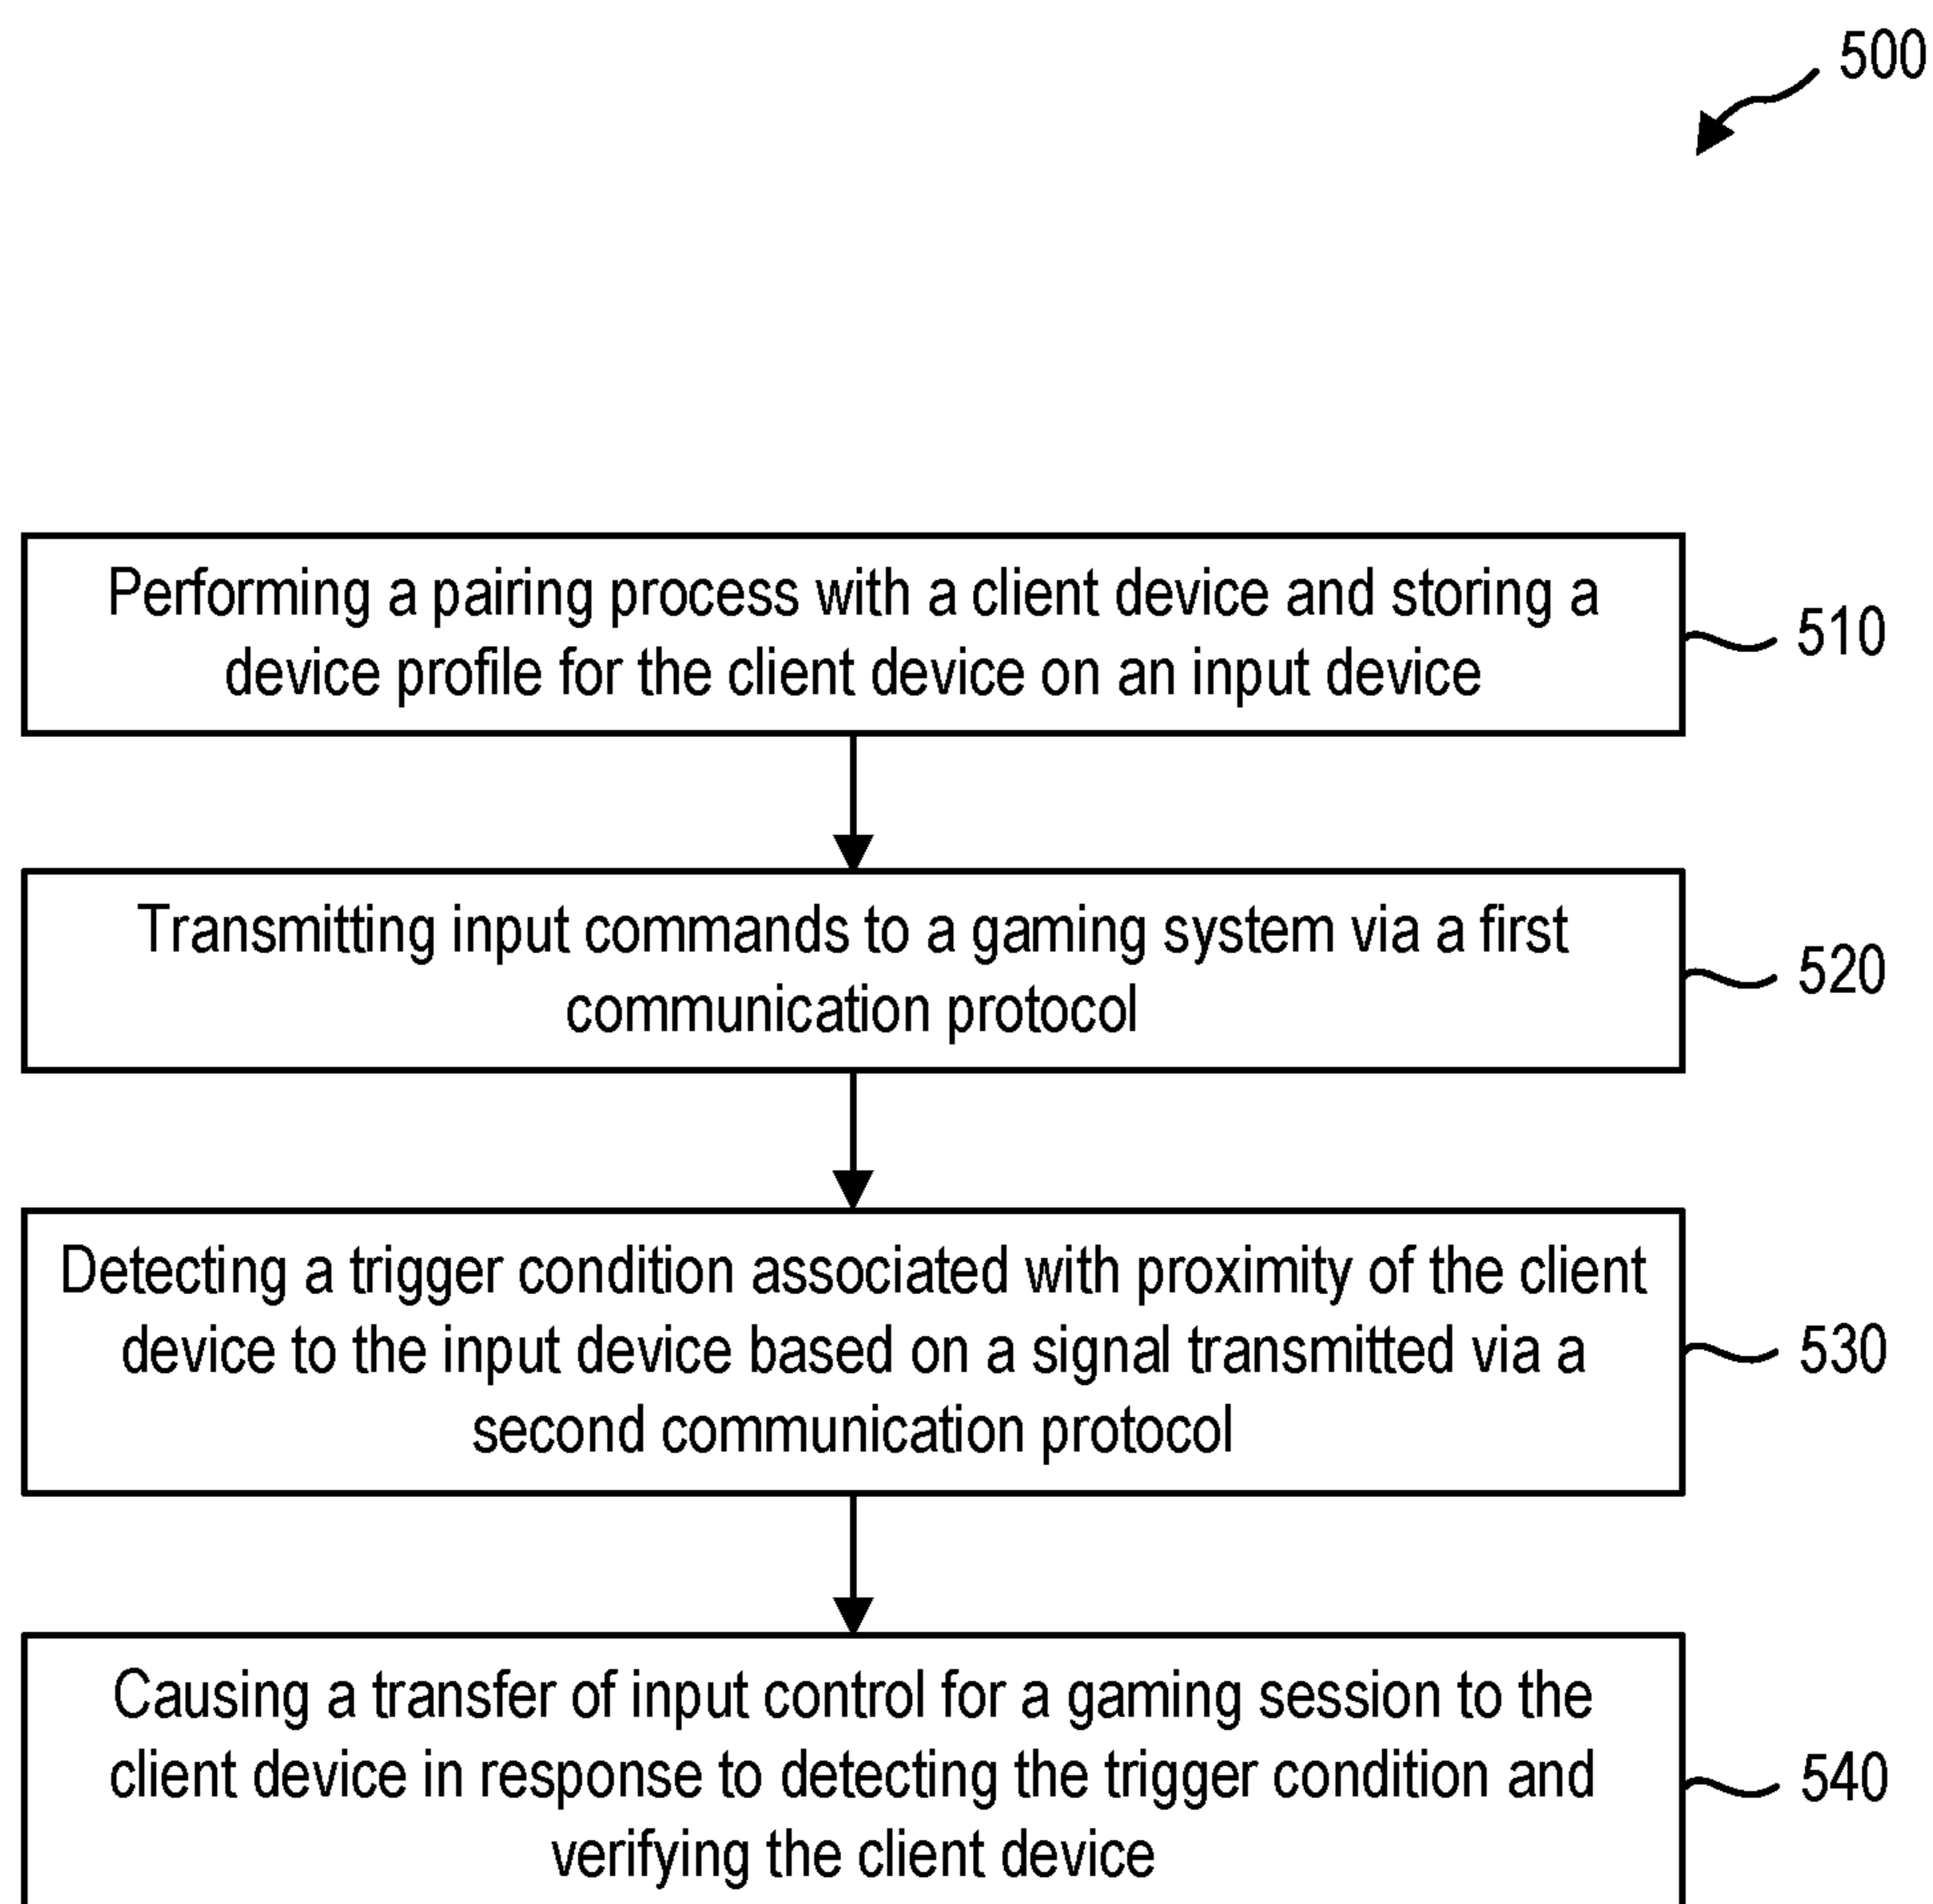 500
Performing a pairing process with a client device and storing a
device profile for the client device on an input device
510
Transmitting input commands to a gaming system via a first
communication protocol
520
Detecting a trigger condition associated with proximity of the client
device to the input device based on a signal transmitted via a
second communication protocol
530
Causing a transfer of input control for a gaming session to the
client device in response to detecting the trigger condition and
verifying the client device
540